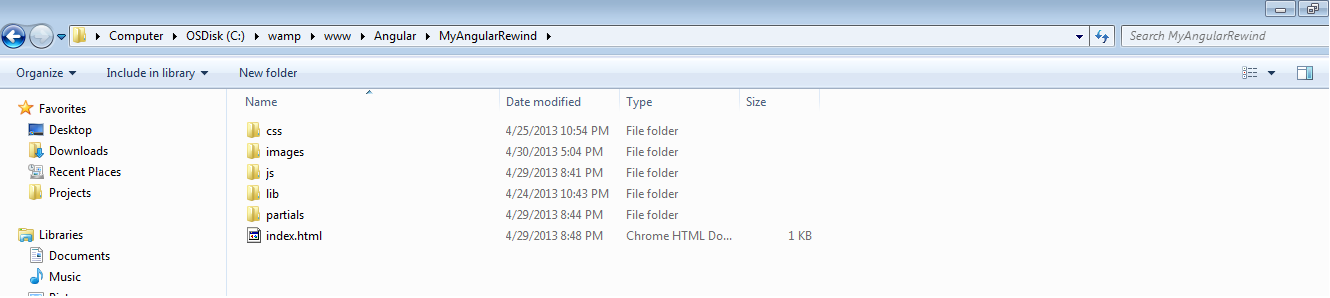 Computer OSDisk (C:) wamp www Angular MyAngularRewind Search MyAngularRewind
Organize Include in library New folder
Name Date modified Type Size
Favorites
Desktop
Downloads
Recent Places
Projects
Libraries
Documents
Music
css 4/25/2013 10:54 PM File folder
images 4/30/2013 5:04 PM File folder
js 4/29/2013 8:41 PM File folder
lib 4/24/2013 10:43 PM File folder
partials 4/29/2013 8:44 PM File folder
index.html 4/29/2013 8:48 PM Chrome HTML Do... 1 KB